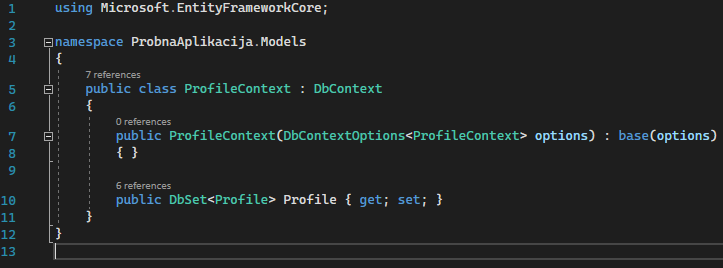 1 using Microsoft.EntityFrameworkCore;
2
3 namespace ProbnaAplikacija.Models
4 {
7 references
5 public class ProfileContext : DbContext
6 {
0 references
7 public ProfileContext(DbContextOptions<ProfileContext> options) : base(options)
8 { }
9
6 references
10 public DbSet<Profile> Profile { get; set; }
11 }
12 }
13